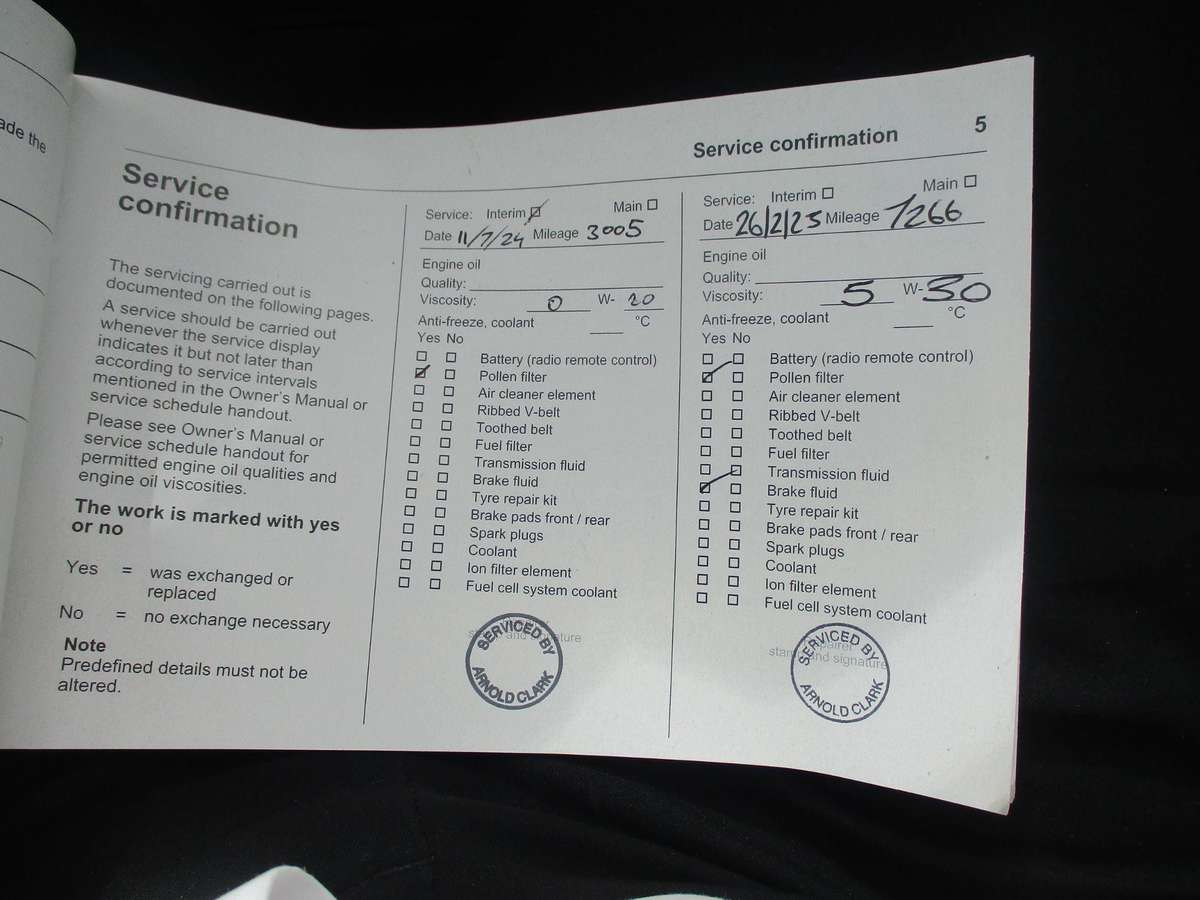 ade the
Service confirmation 5
Service
confirmation
The servicing carried out is
documented on the following pages.
A service should be carried out
whenever the service display
indicates it but not later than
according to service intervals
mentioned in the Owner's Manual or
service schedule handout.
Please see Owner's Manual or
service schedule handout for
permitted engine oil qualities and
engine oil viscosities.
The work is marked with yes
or no
Yes = was exchanged or
replaced
No = no exchange necessary
Note
Predefined details must not be
altered.
Service: Interim Main
Date 11/7/24 Mileage 3005
Engine oil
Quality:
Viscosity: 0 W- 20
Anti-freeze, coolant °C
Yes No
Battery (radio remote control)
Pollen filter
Air cleaner element
Ribbed V-belt
Toothed belt
Fuel filter
Transmission fluid
Brake fluid
Tyre repair kit
Brake pads front / rear
Spark plugs
Coolant
Ion filter element
Fuel cell system coolant
and signature
SERVICED BY
ARNOLD CLARK
Service: Interim Main
Date 26/2/25 Mileage 7266
Engine oil
Quality:
Viscosity: 5 W- 30
Anti-freeze, coolant °C
Yes No
Battery (radio remote control)
Pollen filter
Air cleaner element
Ribbed V-belt
Toothed belt
Fuel filter
Transmission fluid
Brake fluid
Tyre repair kit
Brake pads front / rear
Spark plugs
Coolant
Ion filter element
Fuel cell system coolant
stamp and signature
SERVICED BY
ARNOLD CLARK